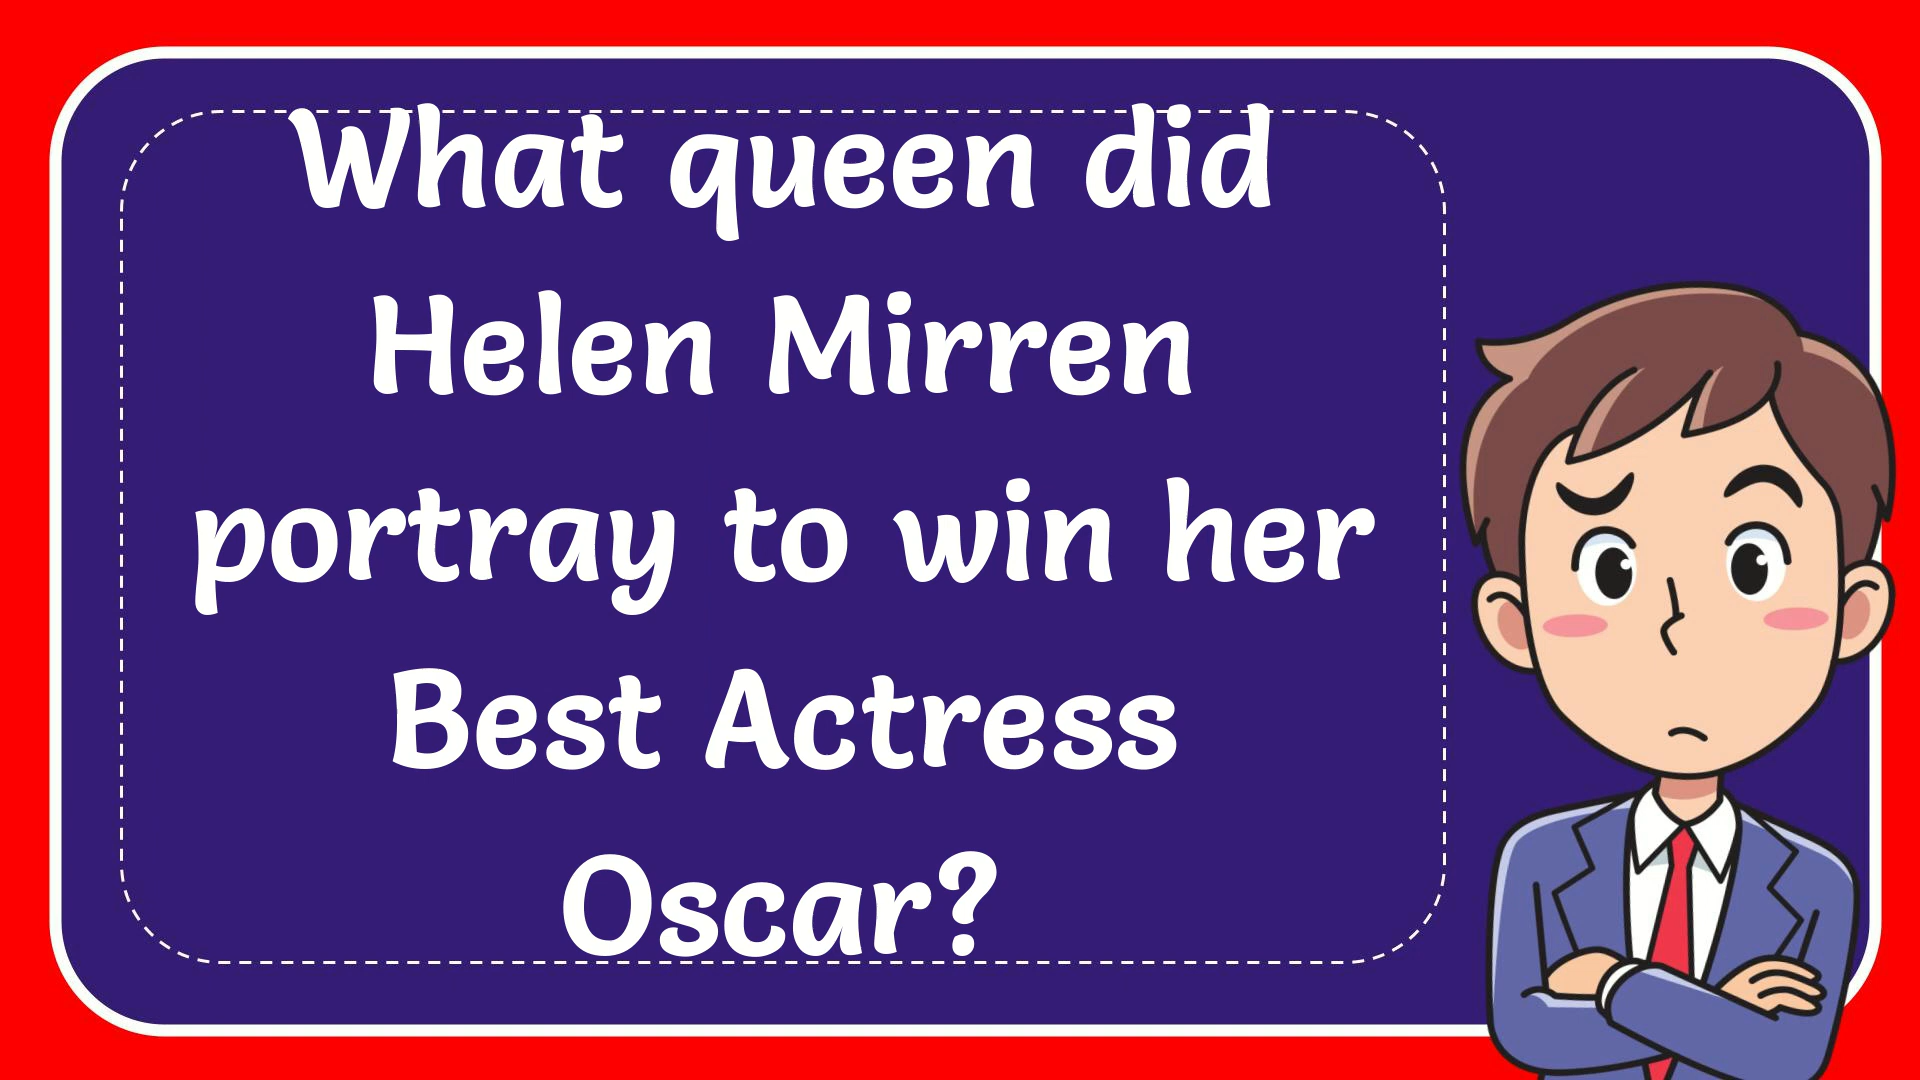 What queen did
Helen Mirren
portray to win her
Best Actress
Oscar?